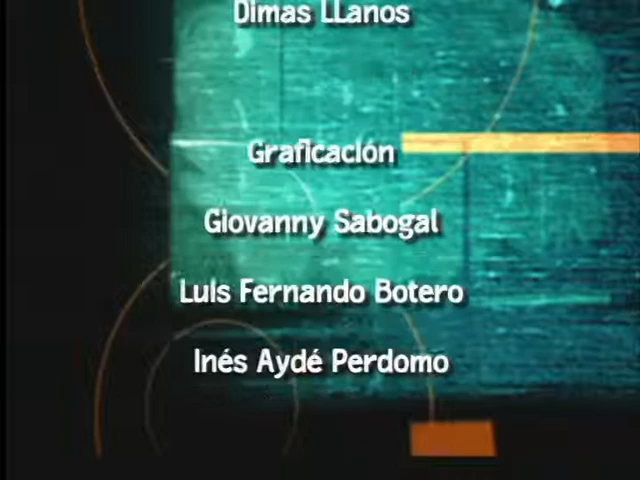 Dimas LLanos
Graficación
Giovanny Sabogal
Luis Fernando Botero
Inés Aydé Perdomo